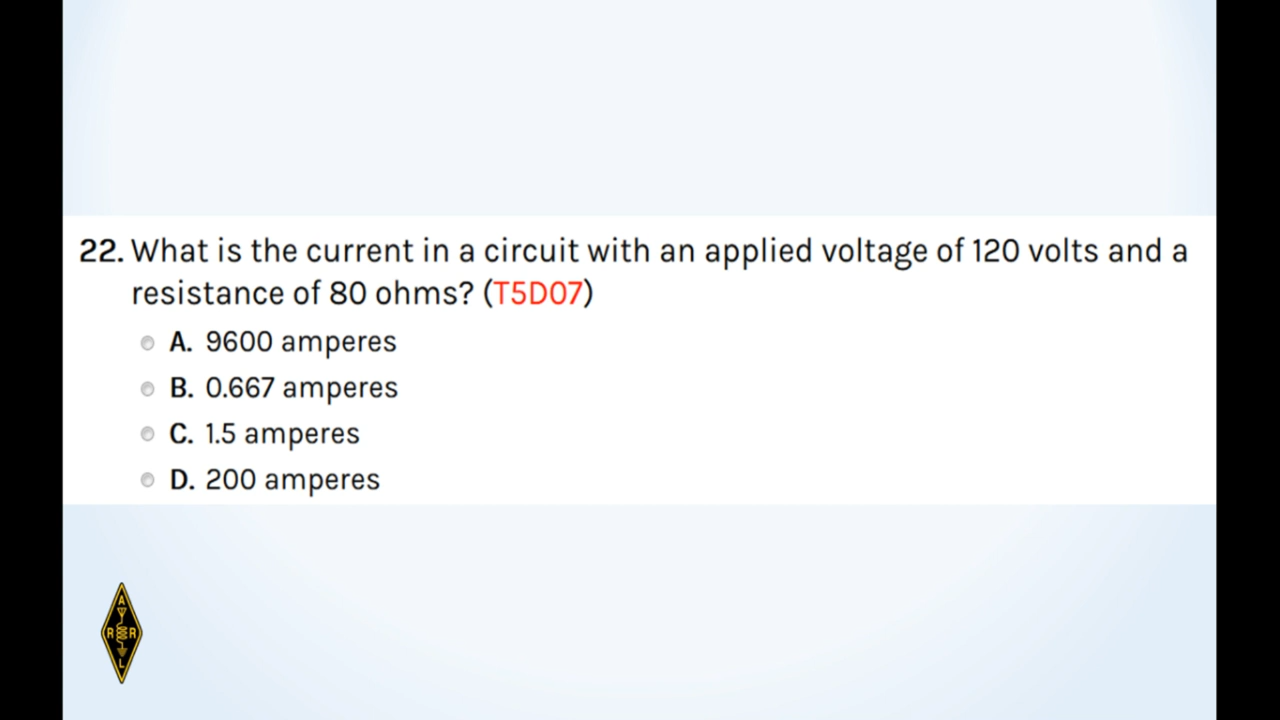 22. What is the current in a circuit with an applied voltage of 120 volts and a
resistance of 80 ohms? (T5D07)
A. 9600 amperes
B. 0.667 amperes
C. 1.5 amperes
D. 200 amperes
A
R R
L